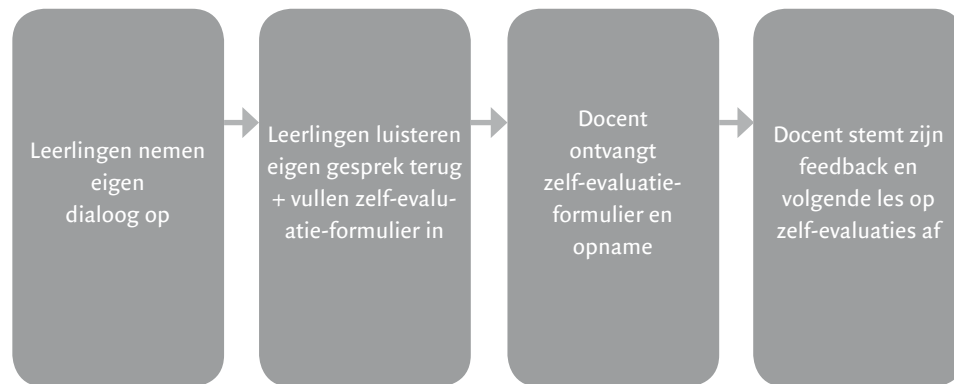 Leerlingen nemen
eigen
dialoog op
Leerlingen luisteren
eigen gesprek terug
+ vullen zelf-evalu-
atie-formulier in
Docent
ontvangt
zelf-evaluatie-
formulier en
opname
Docent stemt zijn
feedback en
volgende les op
zelf-evaluaties af